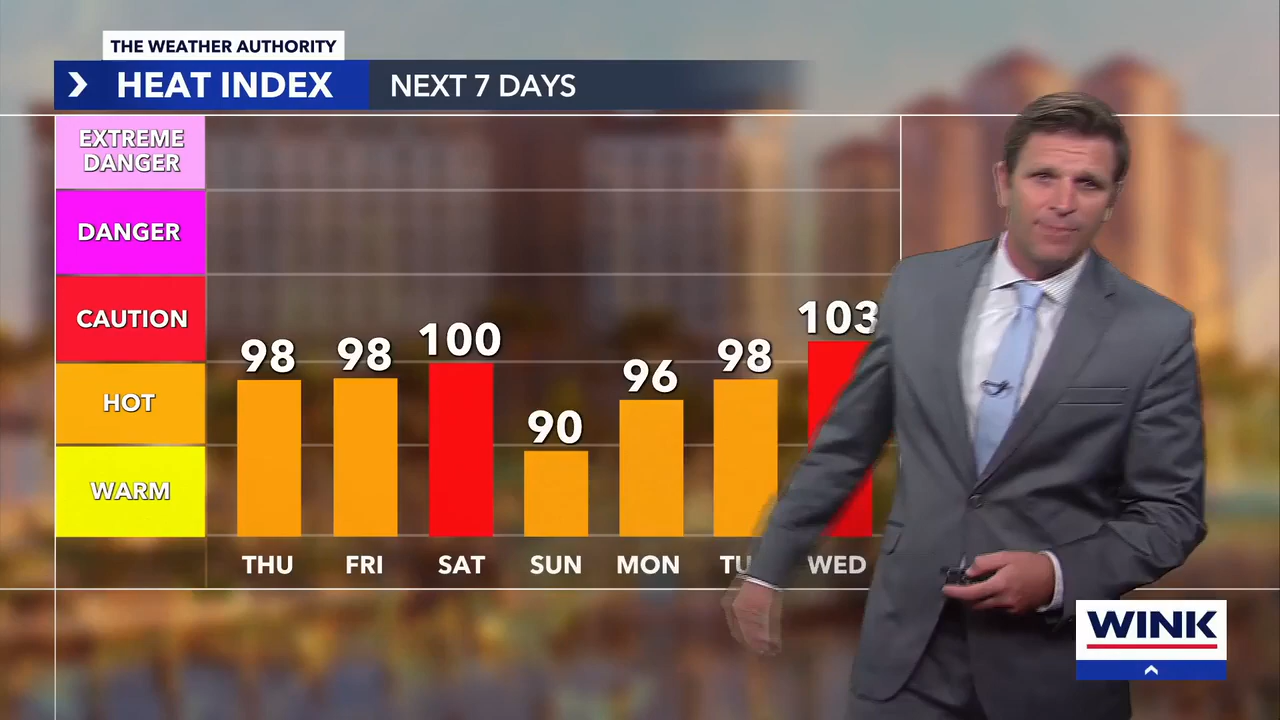 THE WEATHER AUTHORITY
HEAT INDEX
NEXT 7 DAYS
EXTREME
DANGER
DANGER
CAUTION
HOT
WARM
98
98
100
90
96
98
103
THU
FRI
SAT
SUN
MON
TU
WED
WINK